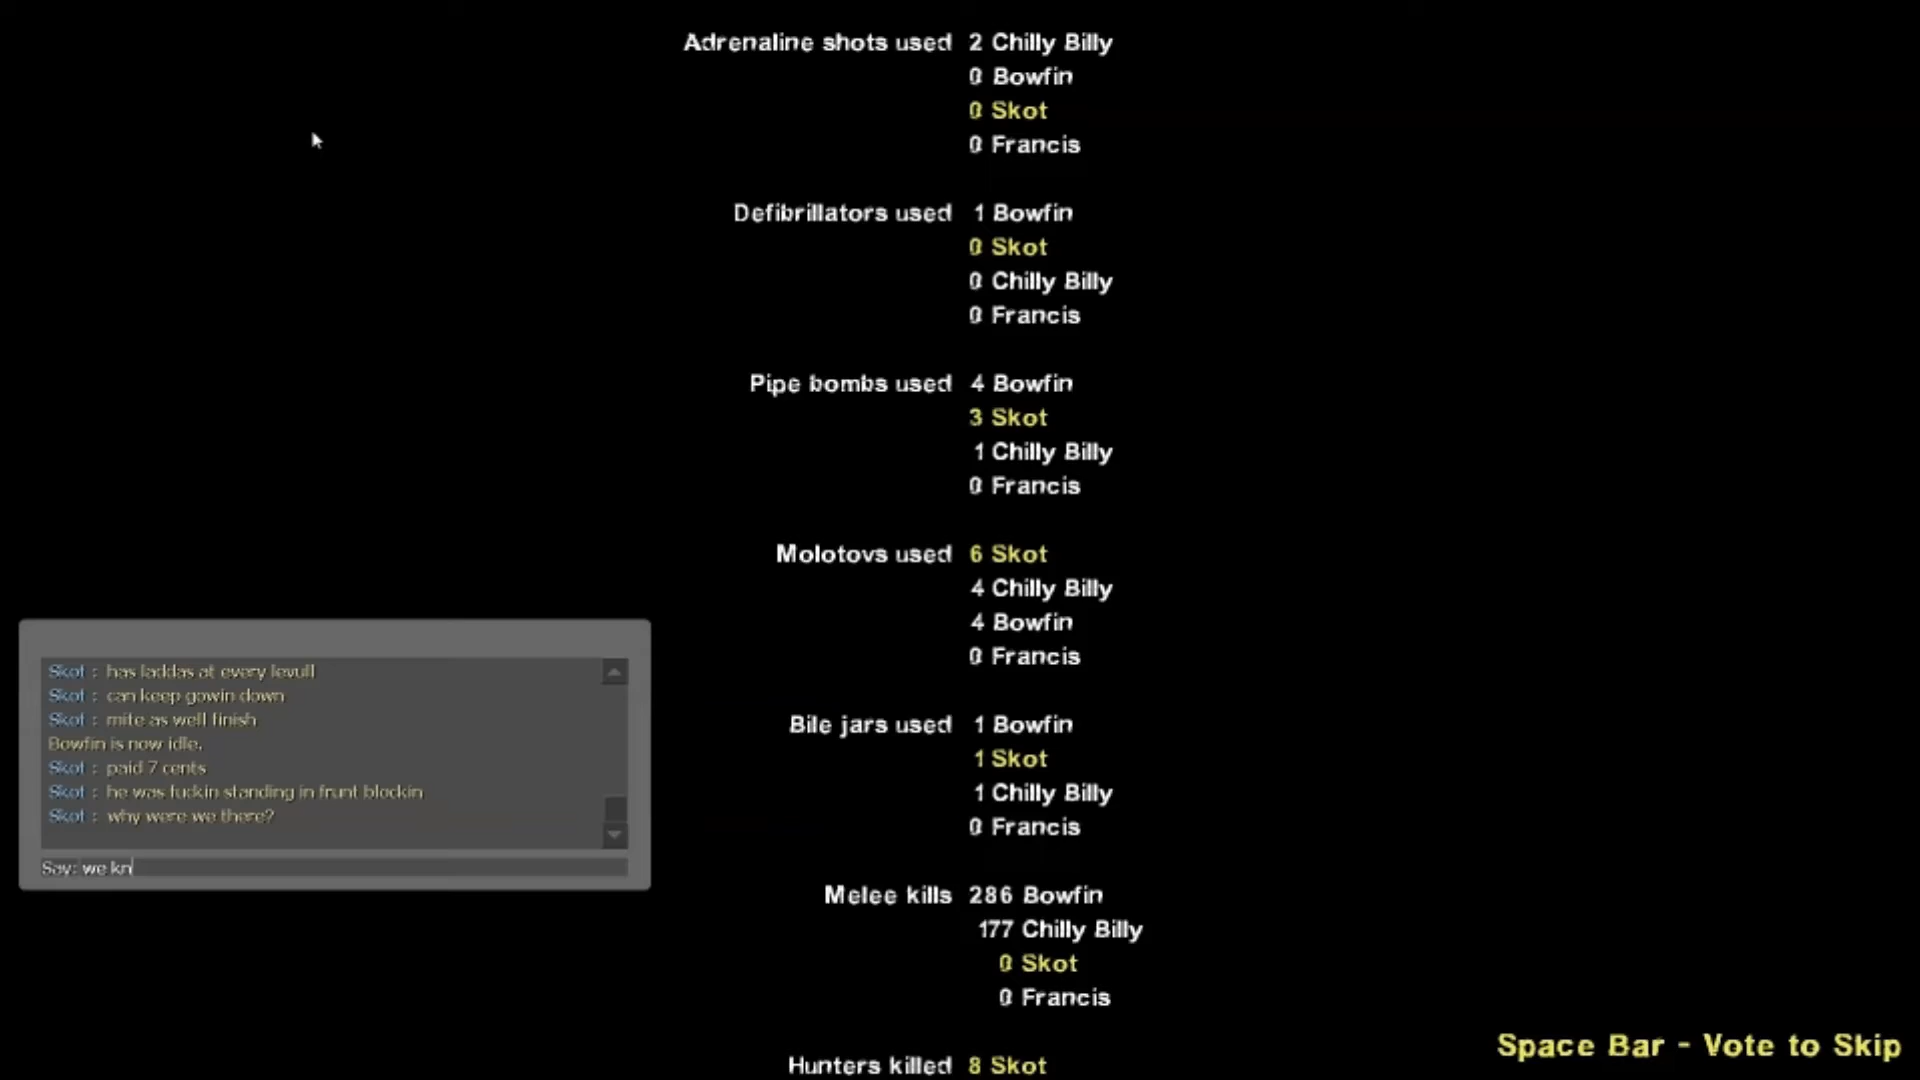 Adrenaline shots used 2 Chilly Billy
0 Bowfin
0 Skot
0 Francis
Defibrillators used 1 Bowfin
0 Skot
0 Chilly Billy
0 Francis
Pipe bombs used 4 Bowfin
3 Skot
1 Chilly Billy
0 Francis
Molotovs used 6 Skot
4 Chilly Billy
4 Bowfin
0 Francis
Bile jars used 1 Bowfin
1 Skot
1 Chilly Billy
0 Francis
Melee kills 286 Bowfin
177 Chilly Billy
0 Skot
0 Francis
Hunters killed 8 Skot
Skot : has laddas at every levull
Skot : can keep gowin down
Skot : mite as well finish
Bowfin is now idle.
Skot : paid 7 cents
Skot : he was fuckin standing in frunt blockin
Skot : why were we there?
Say: we kn
Space Bar - Vote to Skip